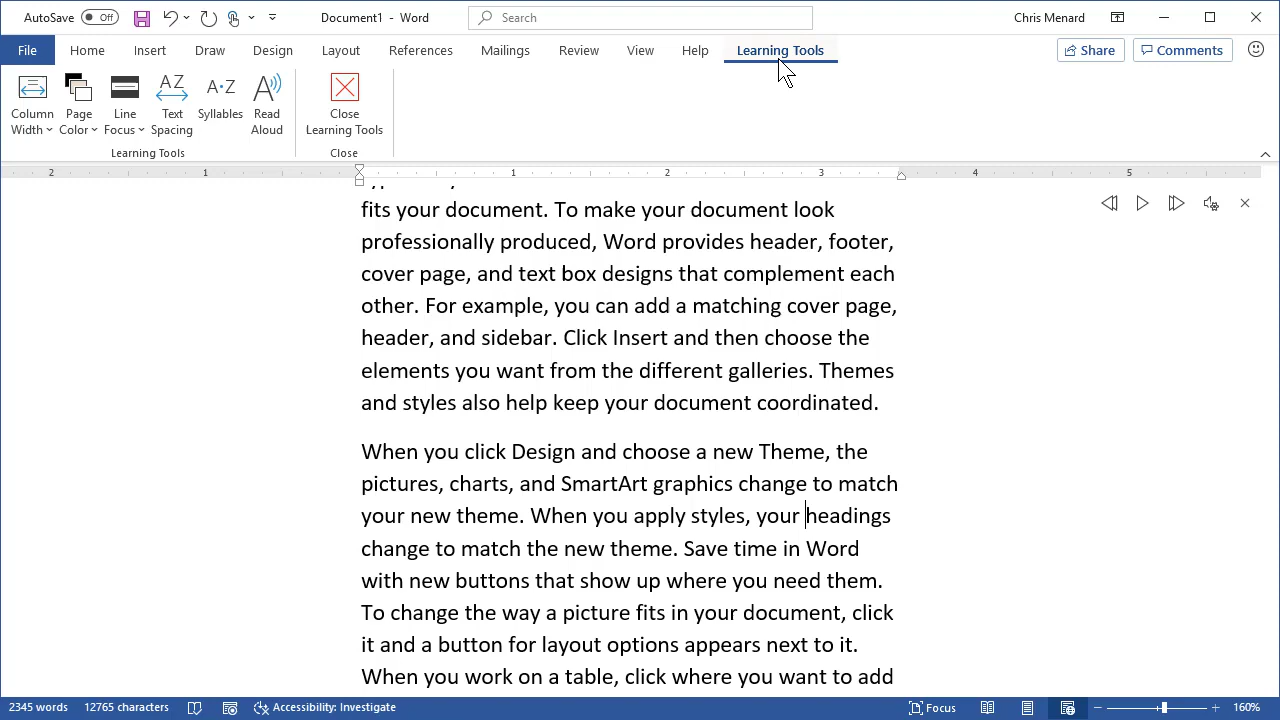 AutoSave Off Document1 - Word Search Chris Menard
File Home Insert Draw Design Layout References Mailings Review View Help Learning Tools Share Comments
Column Width Page Color Line Focus Text Spacing Syllables Read Aloud Close Learning Tools
Learning Tools Close
2 1 1 2 3 4 5
fits your document. To make your document look
professionally produced, Word provides header, footer,
cover page, and text box designs that complement each
other. For example, you can add a matching cover page,
header, and sidebar. Click Insert and then choose the
elements you want from the different galleries. Themes
and styles also help keep your document coordinated.
When you click Design and choose a new Theme, the
pictures, charts, and SmartArt graphics change to match
your new theme. When you apply styles, your headings
change to match the new theme. Save time in Word
with new buttons that show up where you need them.
To change the way a picture fits in your document, click
it and a button for layout options appears next to it.
When you work on a table, click where you want to add
2345 words 12765 characters Accessibility: Investigate Focus 160%